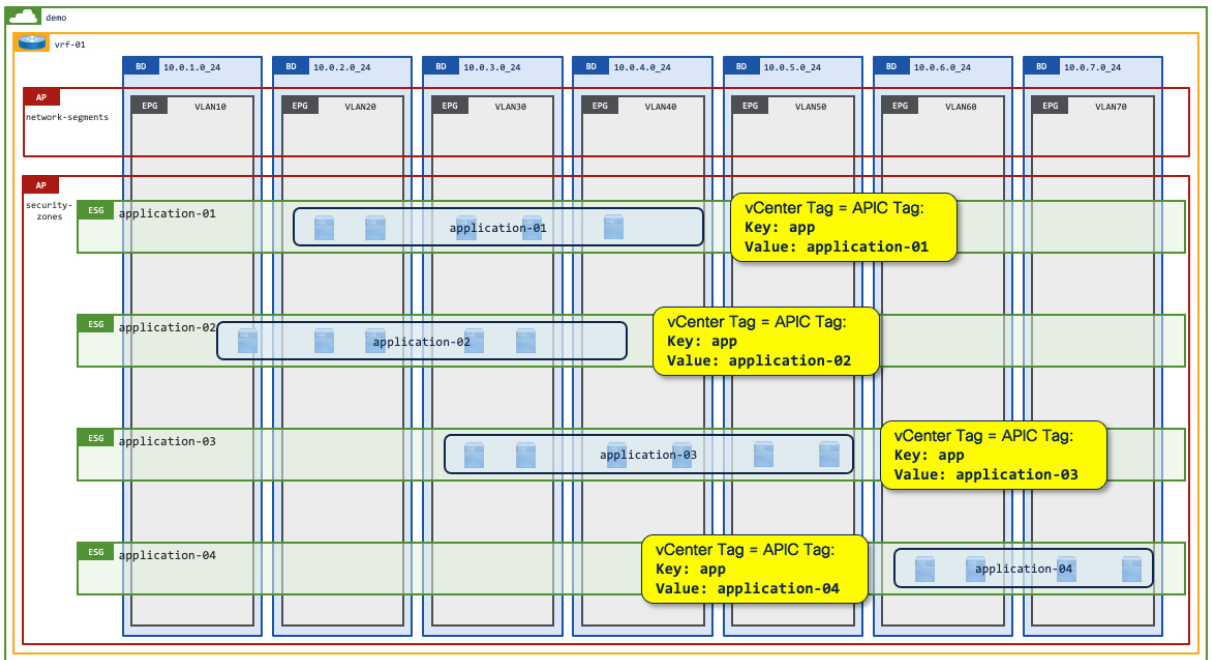 demo
vrf-01
BD 10.0.1.0_24
BD 10.0.2.0_24
BD 10.0.3.0_24
BD 10.0.4.0_24
BD 10.0.5.0_24
BD 10.0.6.0_24
BD 10.0.7.0_24
AP
network-segments
EPG VLAN10
EPG VLAN20
EPG VLAN30
EPG VLAN40
EPG VLAN50
EPG VLAN60
EPG VLAN70
AP
security-
zones
ESG application-01
application-01
vCenter Tag = APIC Tag:
Key: app
Value: application-01
ESG application-02
application-02
vCenter Tag = APIC Tag:
Key: app
Value: application-02
ESG application-03
application-03
vCenter Tag = APIC Tag:
Key: app
Value: application-03
ESG application-04
vCenter Tag = APIC Tag:
Key: app
Value: application-04
application-04